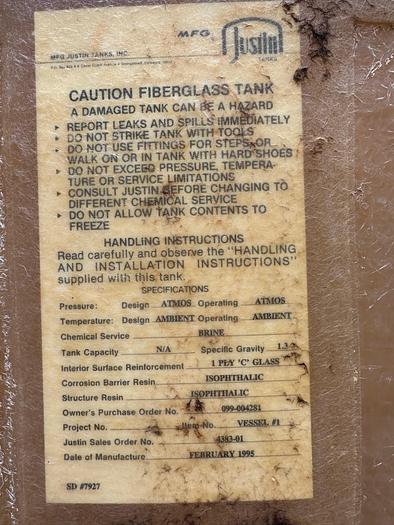 MFG
Justin
TANKS
MFG JUSTIN TANKS, INC.
CAUTION FIBERGLASS TANK
A DAMAGED TANK CAN BE A HAZARD
▸ REPORT LEAKS AND SPILLS IMMEDIATELY
▸ DO NOT STRIKE TANK WITH TOOLS
▸ DO NOT USE FITTINGS FOR STEPS, OR
WALK ON OR IN TANK WITH HARD SHOES
▸ DO NOT EXCEED PRESSURE, TEMPERA-
TURE OR SERVICE LIMITATIONS
▸ CONSULT JUSTIN BEFORE CHANGING TO
DIFFERENT CHEMICAL SERVICE
▸ DO NOT ALLOW TANK CONTENTS TO
FREEZE
HANDLING INSTRUCTIONS
Read carefully and observe the "HANDLING
AND INSTALLATION INSTRUCTIONS"
supplied with this tank.
SPECIFICATIONS
Pressure: Design ATMOS Operating ATMOS
Temperature: Design AMBIENT Operating AMBIENT
Chemical Service BRINE
Tank Capacity N/A Specific Gravity 1.3
Interior Surface Reinforcement 1 PLY 'C' GLASS
Corrosion Barrier Resin ISOPHTHALIC
Structure Resin ISOPHTHALIC
Owner's Purchase Order No. 099-004281
Project No. Item No. VESSEL #1
Justin Sales Order No. 4383-01
Date of Manufacture FEBRUARY 1995
SD #7927